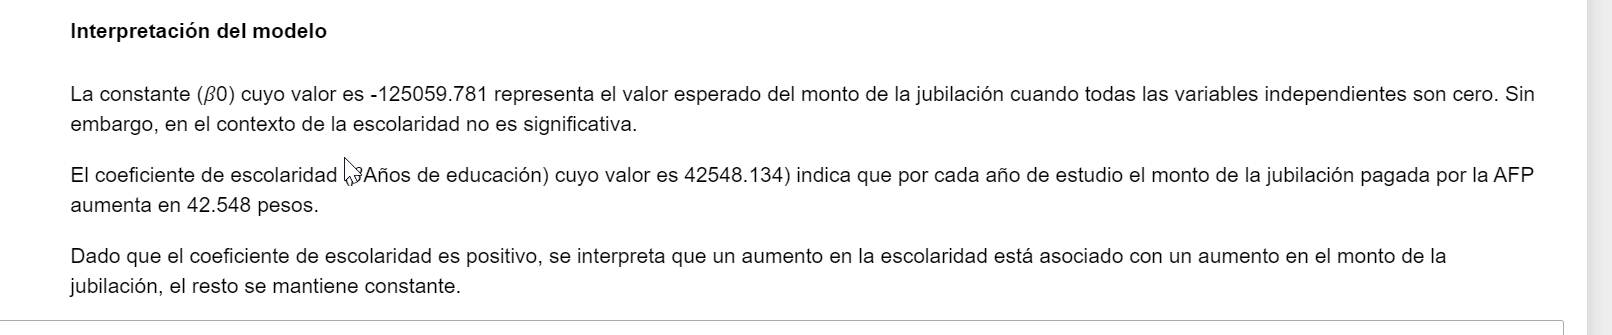 Interpretación del modelo
La constante (β0) cuyo valor es -125059.781 representa el valor esperado del monto de la jubilación cuando todas las variables independientes son cero. Sin
embargo, en el contexto de la escolaridad no es significativa.
El coeficiente de escolaridad Años de educación) cuyo valor es 42548.134) indica que por cada año de estudio el monto de la jubilación pagada por la AFP
aumenta en 42.548 pesos.
Dado que el coeficiente de escolaridad es positivo, se interpreta que un aumento en la escolaridad está asociado con un aumento en el monto de la
jubilación, el resto se mantiene constante.